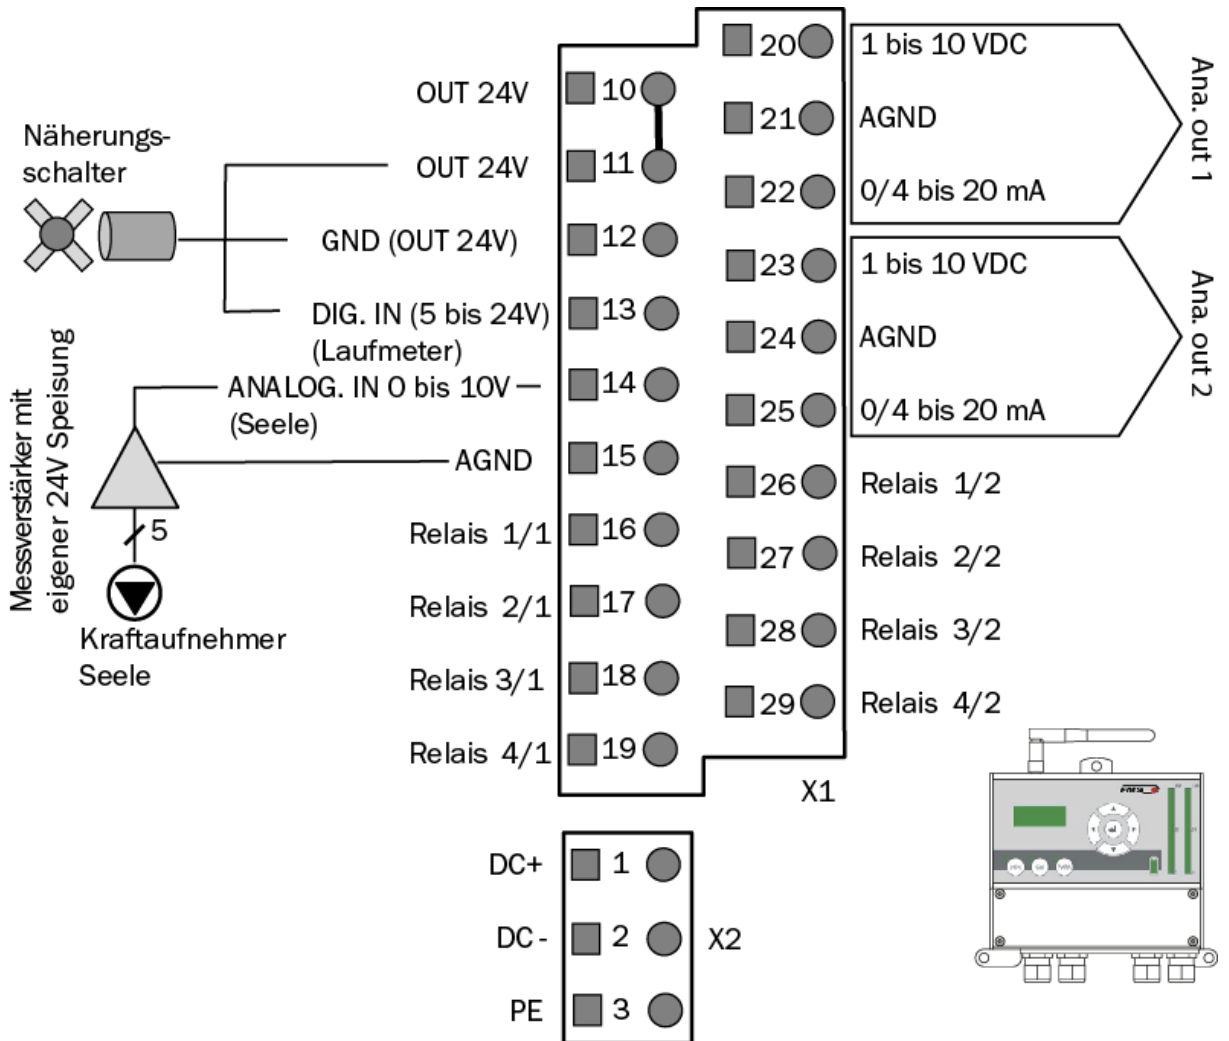 Näherungs-
schalter
OUT 24V
OUT 24V
GND (OUT 24V)
DIG. IN (5 bis 24V)
(Laufmeter)
ANALOG. IN 0 bis 10V
(Seele)
AGND
Relais 1/1
Relais 2/1
Relais 3/1
Relais 4/1
Messverstärker mit
eigener 24V Speisung
5
Kraftaufnehmer
Seele
10
11
12
13
14
15
16
17
18
19
20
21
22
23
24
25
26
27
28
29
1 bis 10 VDC
AGND
0/4 bis 20 mA
Ana. out 1
1 bis 10 VDC
AGND
0/4 bis 20 mA
Ana. out 2
Relais 1/2
Relais 2/2
Relais 3/2
Relais 4/2
X1
DC+
DC -
PE
1
2
3
X2